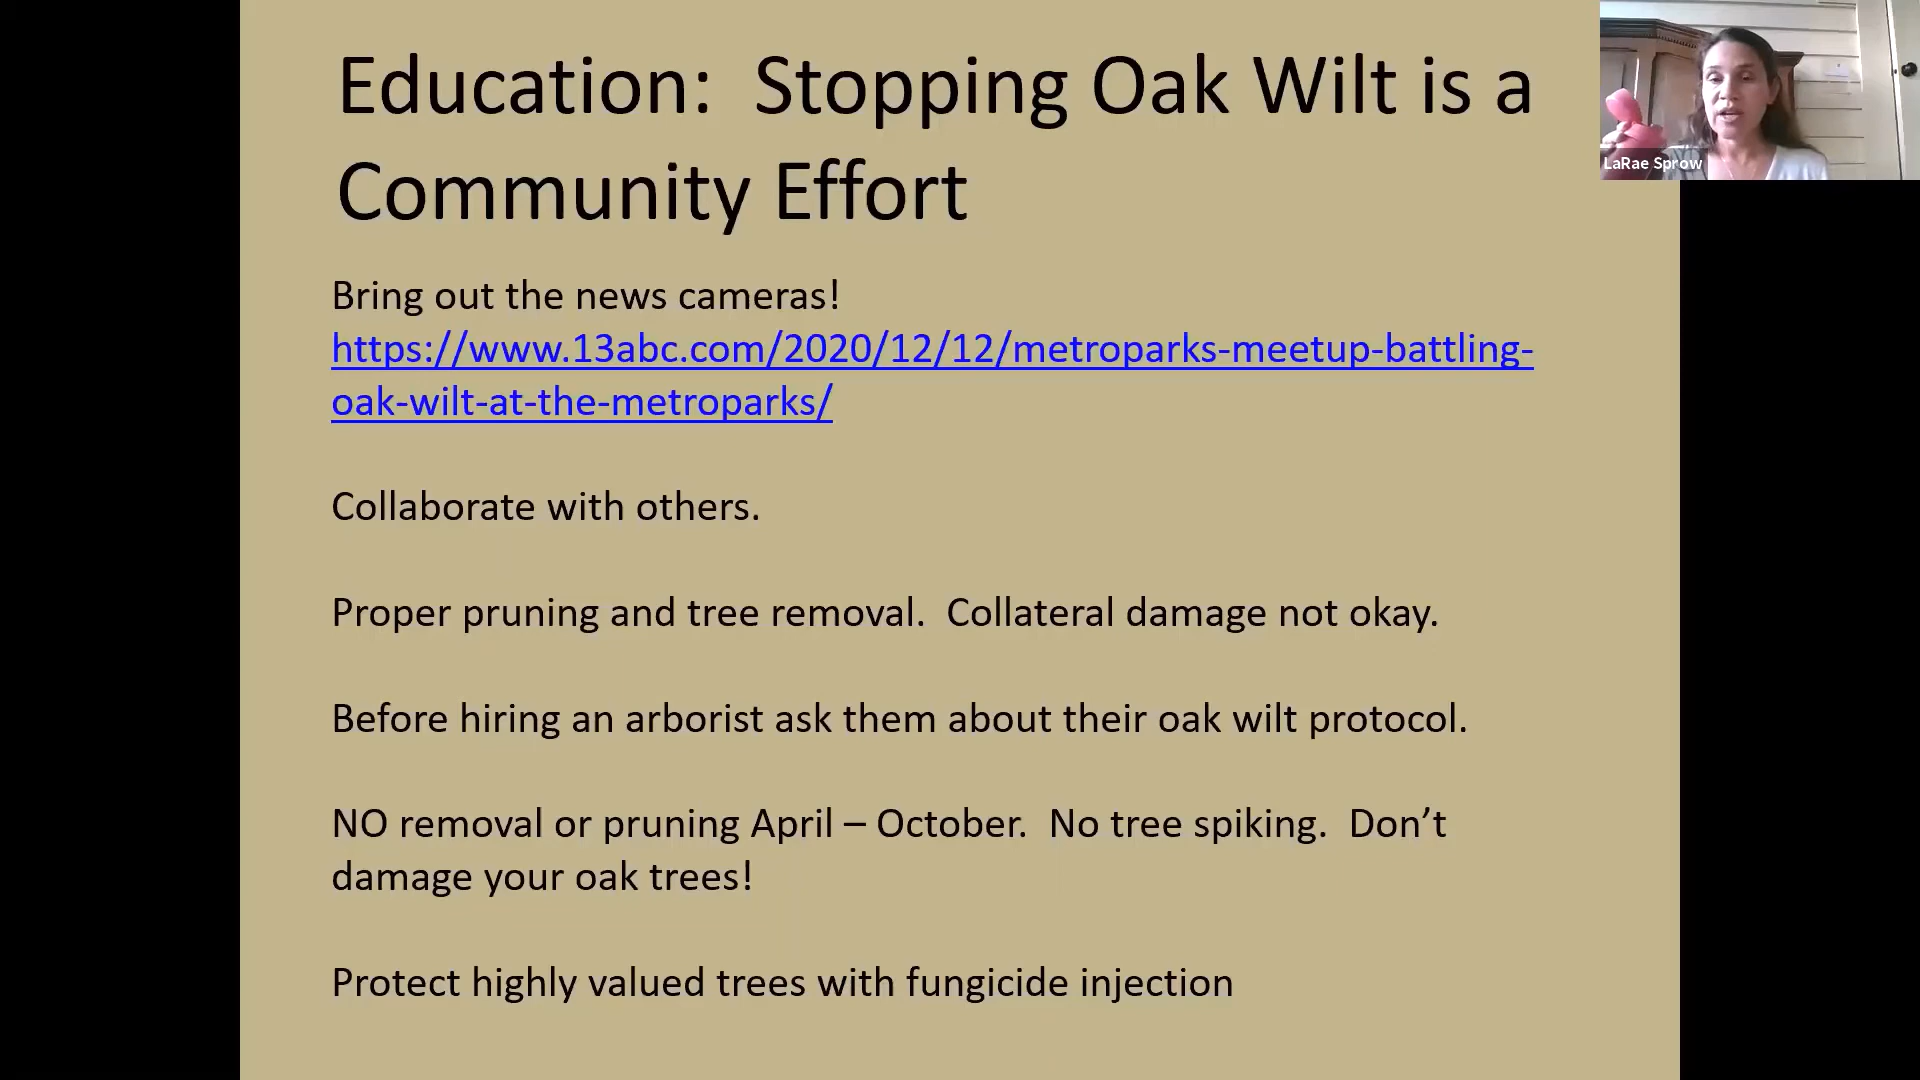 Education:  Stopping Oak Wilt is a
Community Effort
LaRae Sprow
Bring out the news cameras!
https://www.13abc.com/2020/12/12/metroparks-meetup-battling-
oak-wilt-at-the-metroparks/
Collaborate with others.
Proper pruning and tree removal.  Collateral damage not okay.
Before hiring an arborist ask them about their oak wilt protocol.
NO removal or pruning April – October.  No tree spiking.  Don’t
damage your oak trees!
Protect highly valued trees with fungicide injection